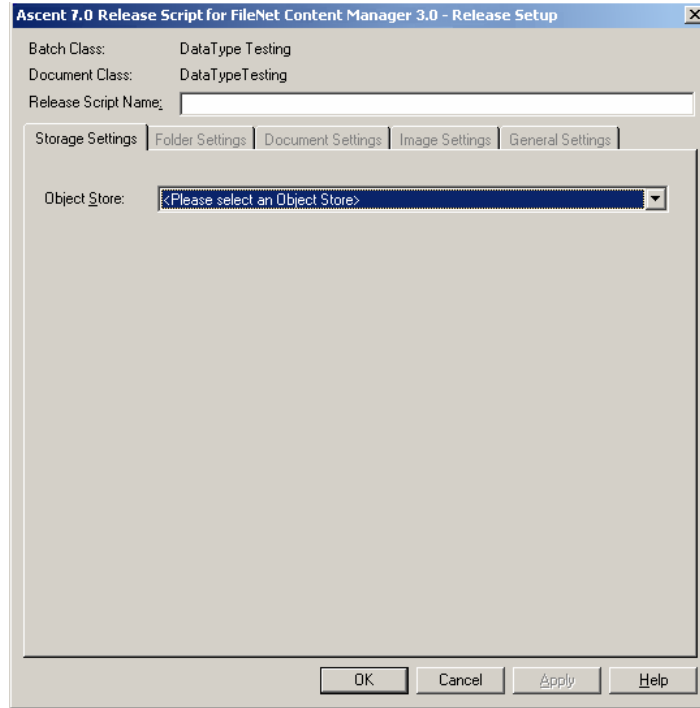 Ascent 7.0 Release Script for FileNet Content Manager 3.0 - Release Setup
Batch Class: DataType Testing
Document Class: DataTypeTesting
Release Script Name:
Storage Settings Folder Settings Document Settings Image Settings General Settings
Object Store: <Please select an Object Store>
OK Cancel Apply Help